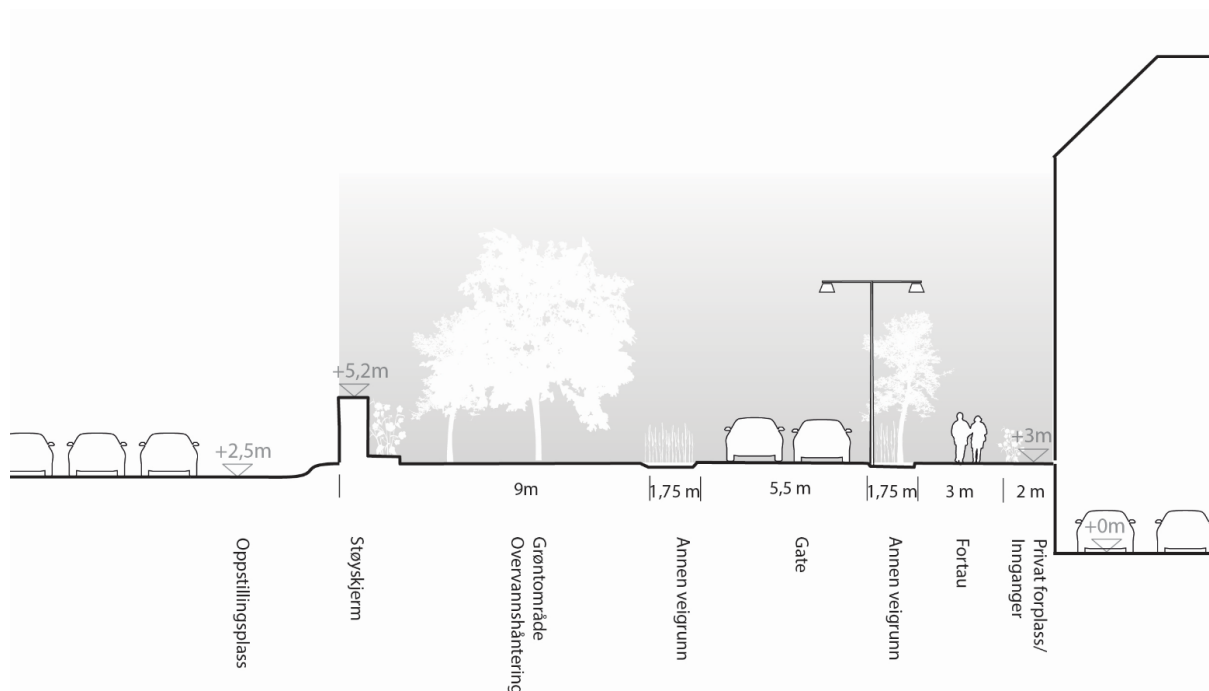 +5,2m
+2,5m
+3m
+0m
9m
1,75 m
5,5 m
1,75 m
3 m
2 m
Oppstillingsplass
Støyskjerm
Grøntområde
Overvannshåntering
Annen veigrunn
Gate
Annen veigrunn
Fortau
Privat forplass/
Innganger